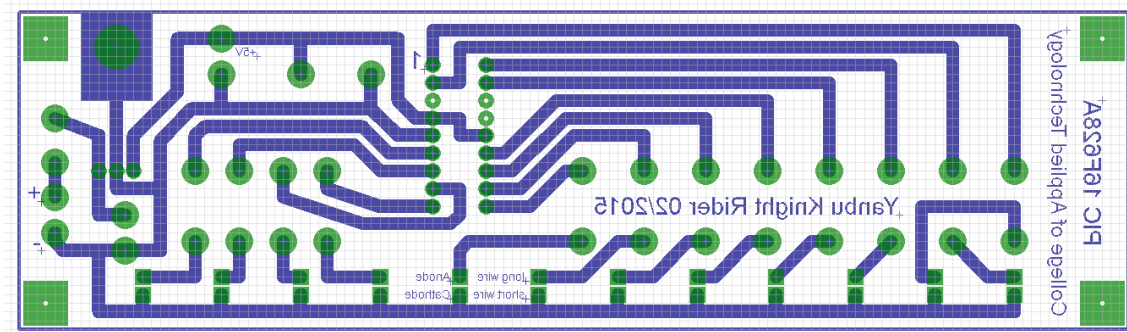 +5V
1
+
-
Anode
long wire
Cathode
short wire
Yanbu Knight Rider 02/2015
College of Applied Technology
PIC 16F628A